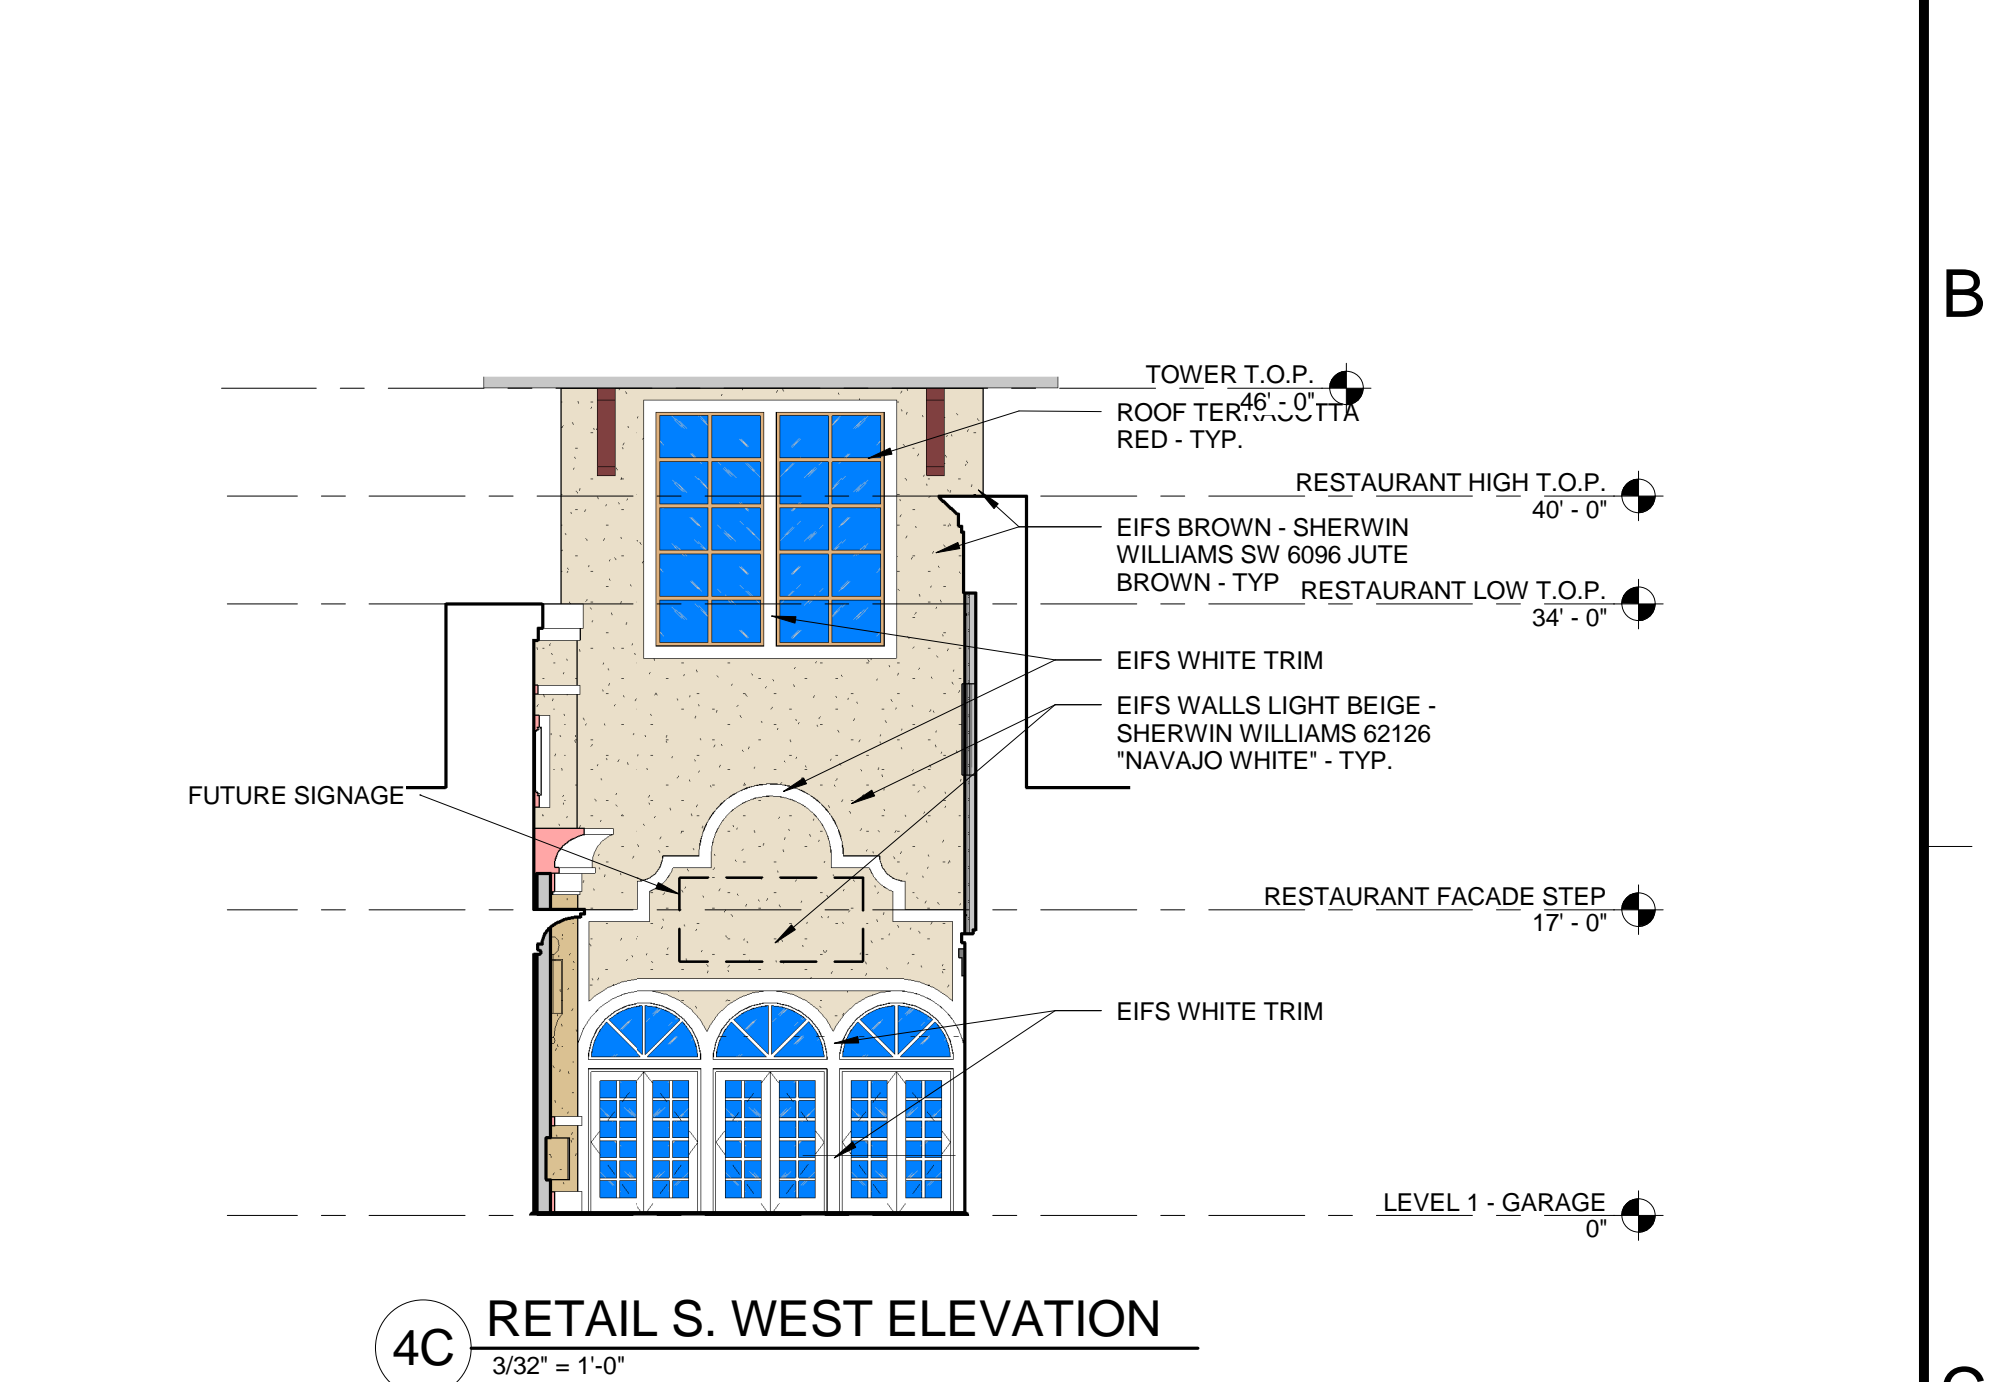 B
TOWER T.O.P.
46' - 0"
ROOF TERRACOTTA
RED - TYP.
RESTAURANT HIGH T.O.P.
40' - 0"
EIFS BROWN - SHERWIN
WILLIAMS SW 6096 JUTE
BROWN - TYP
RESTAURANT LOW T.O.P.
34' - 0"
EIFS WHITE TRIM
EIFS WALLS LIGHT BEIGE -
SHERWIN WILLIAMS 62126
"NAVAJO WHITE" - TYP.
FUTURE SIGNAGE
RESTAURANT FACADE STEP
17' - 0"
EIFS WHITE TRIM
LEVEL 1 - GARAGE
0"
4C
RETAIL S. WEST ELEVATION
3/32" = 1'-0"